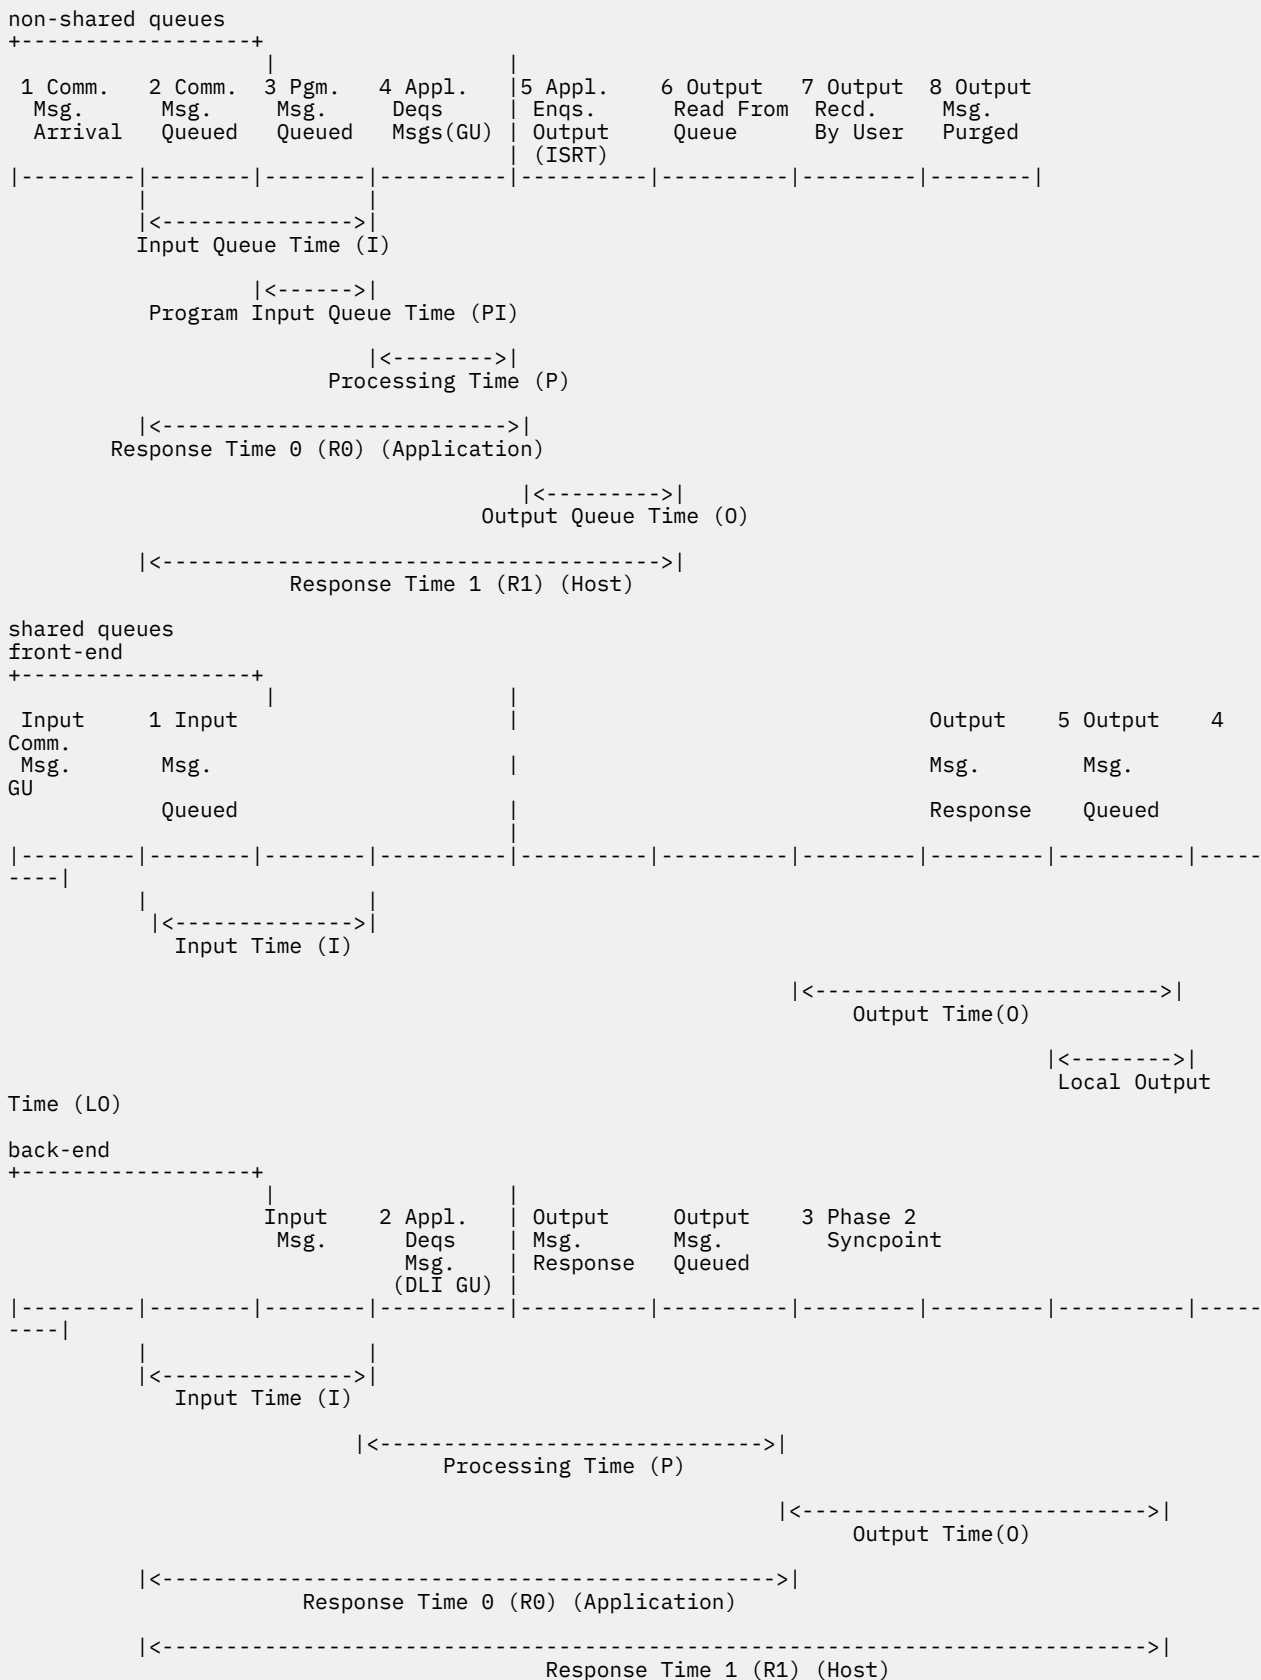 non-shared queues
+------------------+
                    |                  |
 1 Comm.   2 Comm.  3 Pgm.   4 Appl.   |5 Appl.    6 Output   7 Output  8 Output
  Msg.      Msg.     Msg.     Deqs     | Enqs.      Read From  Recd.     Msg.
  Arrival   Queued   Queued   Msgs(GU) | Output     Queue      By User   Purged
                                       | (ISRT)
|---------|--------|--------|----------|----------|----------|---------|--------|
          |                 |
          |<--------------->|
          Input Queue Time (I)
                   |<------>|
           Program Input Queue Time (PI)
                            |<-------->|
                         Processing Time (P)
          |<--------------------------->|
        Response Time 0 (R0) (Application)
                                        |<--------->|
                                     Output Queue Time (O)
          |<--------------------------------------->|
                      Response Time 1 (R1) (Host)
shared queues
front-end
+------------------+
                    |                  |
 Input     1 Input                     |                                Output    5 Output    4
Comm.
 Msg.       Msg.                       |                                Msg.        Msg.
GU
            Queued                     |                                Response    Queued
                                       |
|---------|--------|--------|----------|----------|----------|---------|---------|----------|-----
----|
          |                 |
           |<-------------->|
             Input Time (I)
                                                             |<--------------------------->|
                                                                  Output Time(O)
                                                                                 |<-------->|
                                                                                  Local Output
Time (LO)
back-end
+------------------+
                    |                  |
                    Input    2 Appl.   | Output     Output    3 Phase 2
                     Msg.      Deqs    | Msg.       Msg.        Syncpoint
                               Msg.    | Response   Queued
                              (DLI GU) |
|---------|--------|--------|----------|----------|----------|---------|---------|----------|-----
----|
          |                 |
          |<--------------->|
             Input Time (I)
                           |<------------------------------>|
                                  Processing Time (P)
                                                            |<--------------------------->|
                                                                  Output Time(O)
          |<------------------------------------------------>|
                       Response Time 0 (R0) (Application)
          |<----------------------------------------------------------------------------->|
                                          Response Time 1 (R1) (Host)